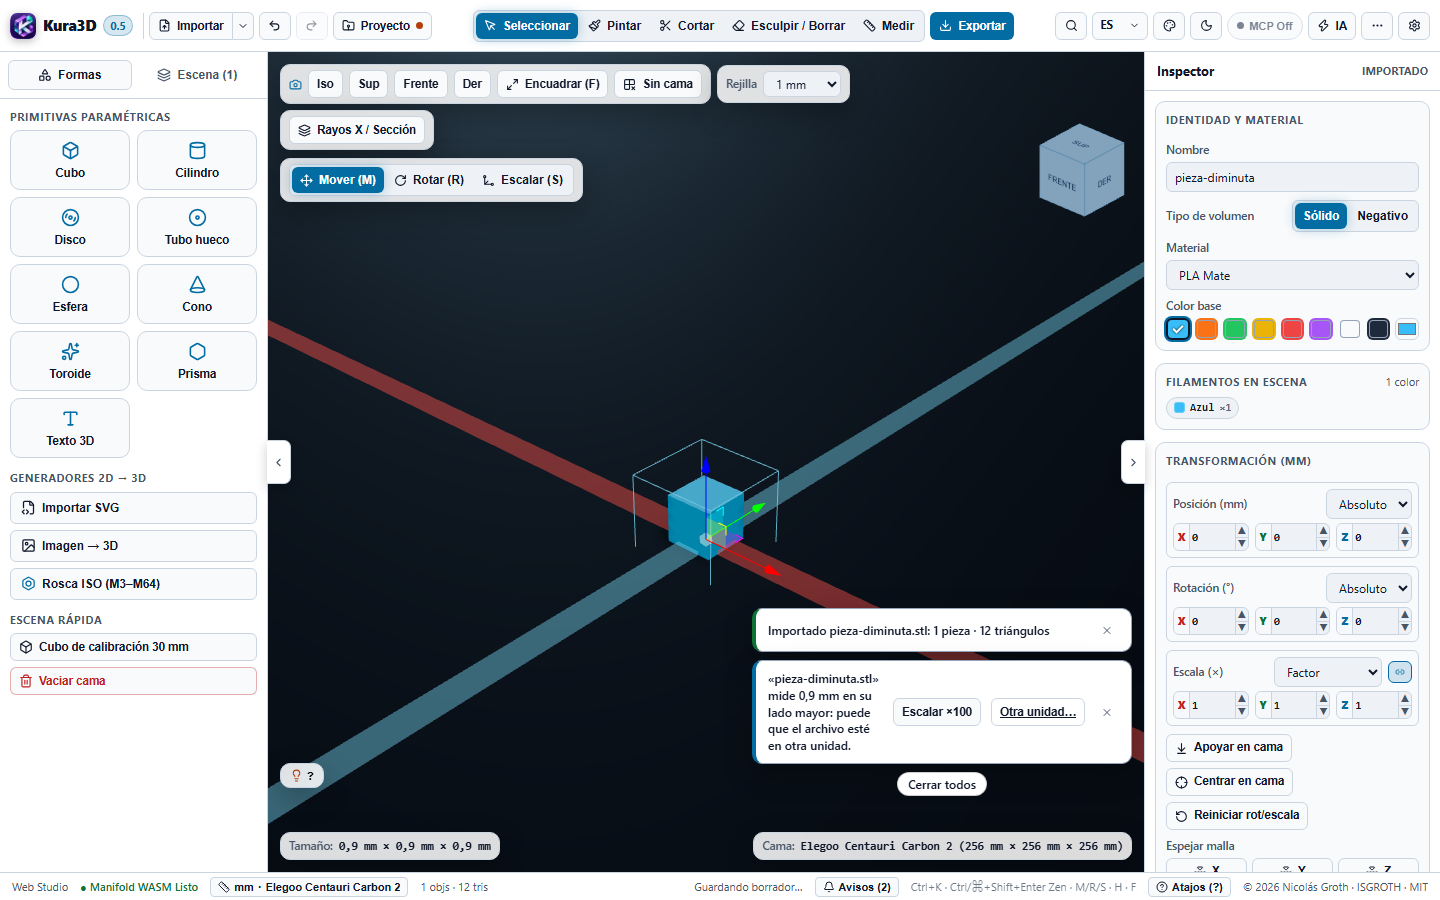 Kura3D 0.5 Importar Proyecto Seleccionar Pintar Cortar Esculpir / Borrar Medir Exportar ES MCP Off IA
Formas Escena (1)
PRIMITIVAS PARAMÉTRICAS
Cubo Cilindro
Disco Tubo hueco
Esfera Cono
Toroide Prisma
Texto 3D
GENERADORES 2D → 3D
Importar SVG
Imagen → 3D
Rosca ISO (M3–M64)
ESCENA RÁPIDA
Cubo de calibración 30 mm
Vaciar cama
Iso Sup Frente Der Encuadrar (F) Sin cama Rejilla 1 mm
Rayos X / Sección
Mover (M) Rotar (R) Escalar (S)
SUP
FRENTE DER
Importado pieza-diminuta.stl: 1 pieza · 12 triángulos
«pieza-diminuta.stl»
mide 0,9 mm en su
lado mayor: puede
que el archivo esté
en otra unidad.
Escalar ×100 Otra unidad…
Cerrar todos
?
Tamaño: 0,9 mm × 0,9 mm × 0,9 mm
Cama: Elegoo Centauri Carbon 2 (256 mm × 256 mm × 256 mm)
Inspector IMPORTADO
IDENTIDAD Y MATERIAL
Nombre
pieza-diminuta
Tipo de volumen Sólido Negativo
Material
PLA Mate
Color base
FILAMENTOS EN ESCENA 1 color
Azul ×1
TRANSFORMACIÓN (MM)
Posición (mm) Absoluto
X 0 Y 0 Z 0
Rotación (°) Absoluto
X 0 Y 0 Z 0
Escala (×) Factor
X 1 Y 1 Z 1
Apoyar en cama
Centrar en cama
Reiniciar rot/escala
Espejar malla
X Y Z
Web Studio Manifold WASM Listo mm · Elegoo Centauri Carbon 2 1 objs · 12 tris Guardando borrador… Avisos (2) Ctrl+K · Ctrl/⌘+Shift+Enter Zen · M/R/S · H · F Atajos (?) © 2026 Nicolás Groth · ISGROTH · MIT